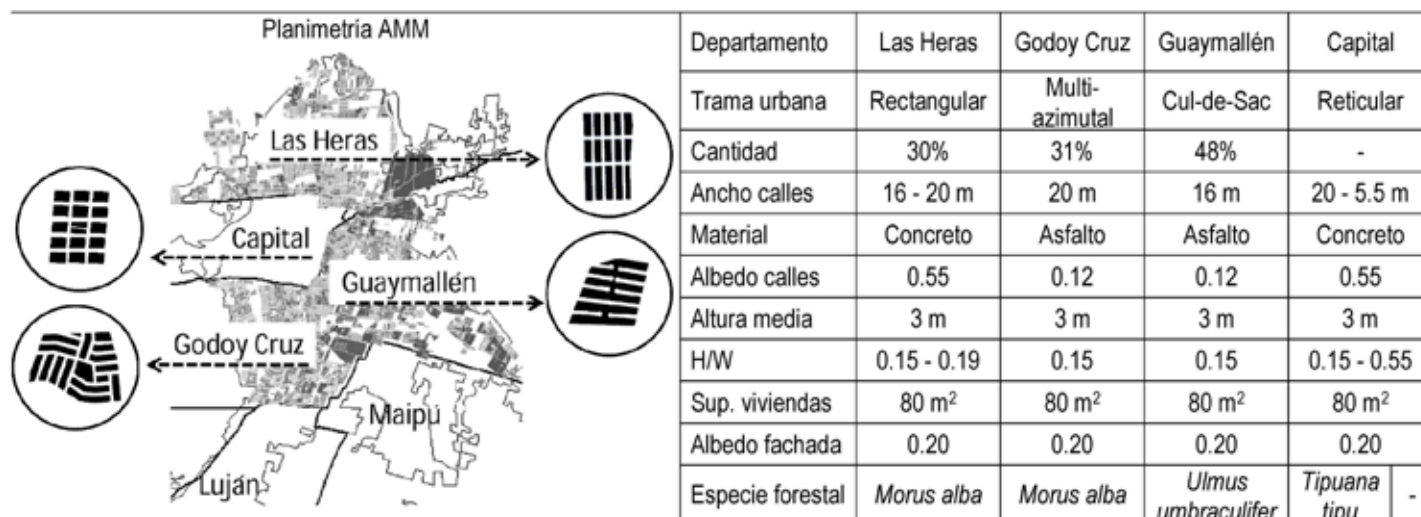 Planimetría AMM
Las Heras
Capital
Guaymallén
Godoy Cruz
Maipú
Luján
Departamento Las Heras Godoy Cruz Guaymallén Capital
Trama urbana Rectangular Multi-azimutal Cul-de-Sac Reticular
Cantidad 30% 31% 48% -
Ancho calles 16 - 20 m 20 m 16 m 20 - 5.5 m
Material Concreto Asfalto Asfalto Concreto
Albedo calles 0.55 0.12 0.12 0.55
Altura media 3 m 3 m 3 m 3 m
H/W 0.15 - 0.19 0.15 0.15 0.15 - 0.55
Sup. viviendas 80 m² 80 m² 80 m² 80 m²
Albedo fachada 0.20 0.20 0.20 0.20
Especie forestal Morus alba Morus alba Ulmus umbraculifer Tipuana tipu -